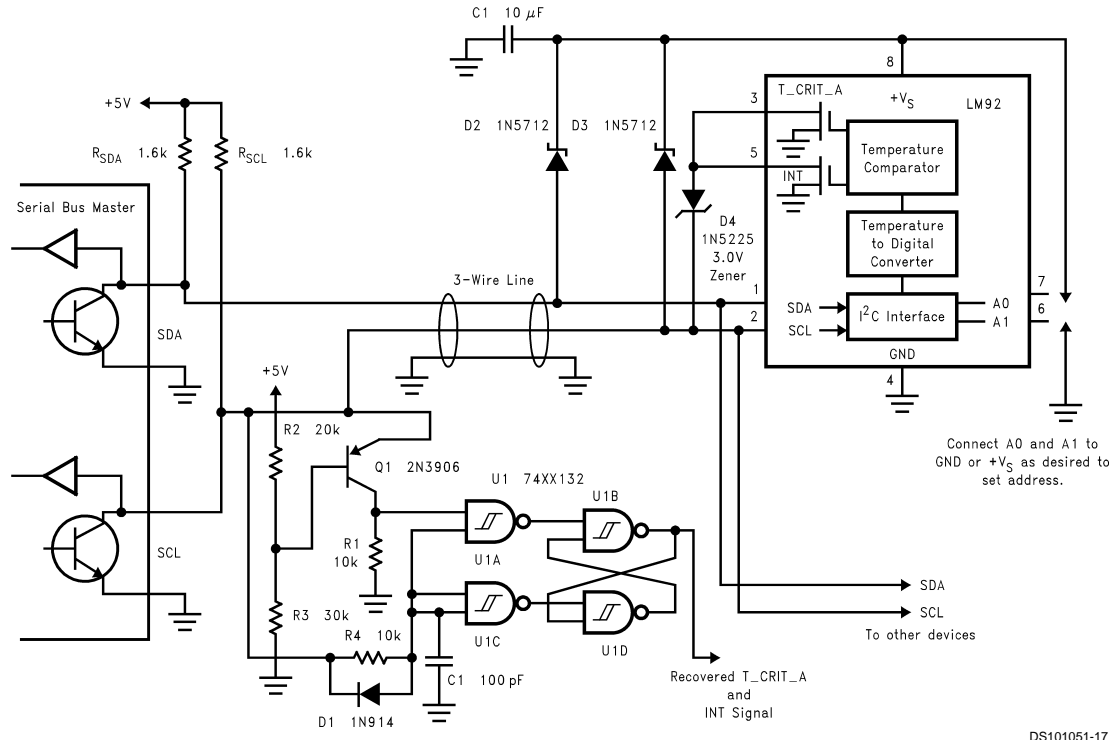 C1 10 μF
8
T_CRIT_A
+VS
LM92
3
+5V
D2 1N5712
D3 1N5712
RSDA 1.6k
RSCL 1.6k
Temperature
Comparator
5
INT
Serial Bus Master
D4
1N5225
3.0V
Zener
Temperature
to Digital
Converter
3-Wire Line
1
7
SDA
A0
I2C Interface
2
6
SCL
A1
SDA
GND
4
+5V
R2 20k
Connect A0 and A1 to
GND or +VS as desired to
set address.
Q1 2N3906
U1 74XX132
U1B
R1
10k
SCL
U1A
SDA
R3 30k
SCL
R4 10k
U1C
To other devices
U1D
C1 100 pF
Recovered T_CRIT_A
and
INT Signal
D1 1N914
DS101051-17